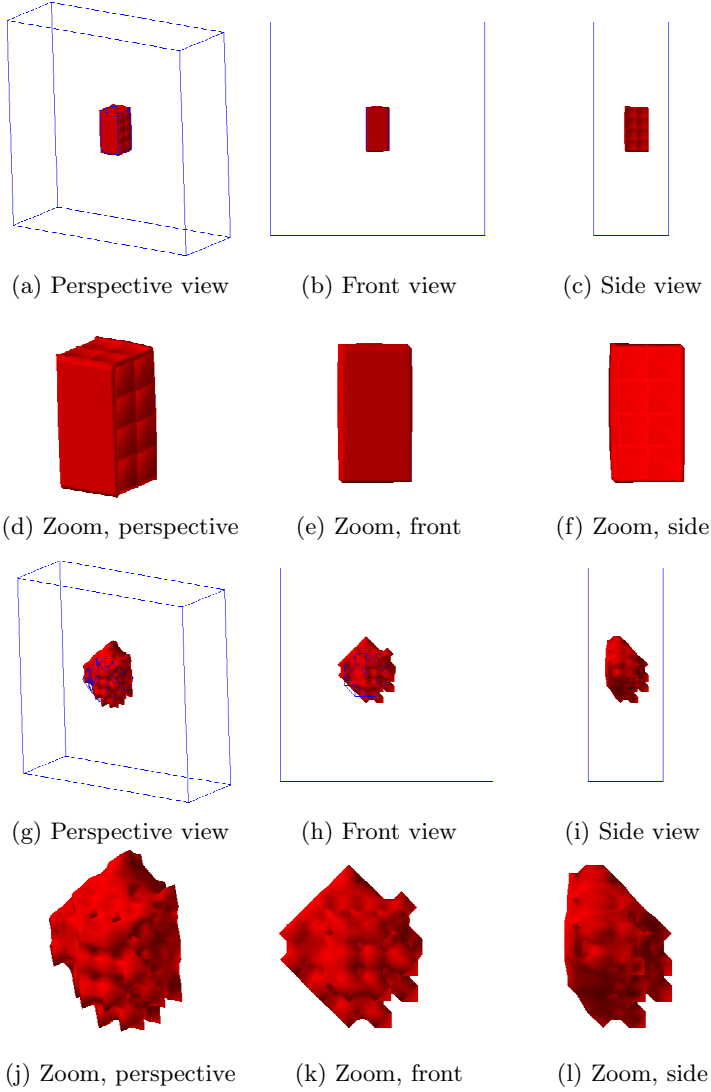 (a) Perspective view
(b) Front view
(c) Side view
(d) Zoom, perspective
(e) Zoom, front
(f) Zoom, side
(g) Perspective view
(h) Front view
(i) Side view
(j) Zoom, perspective
(k) Zoom, front
(l) Zoom, side